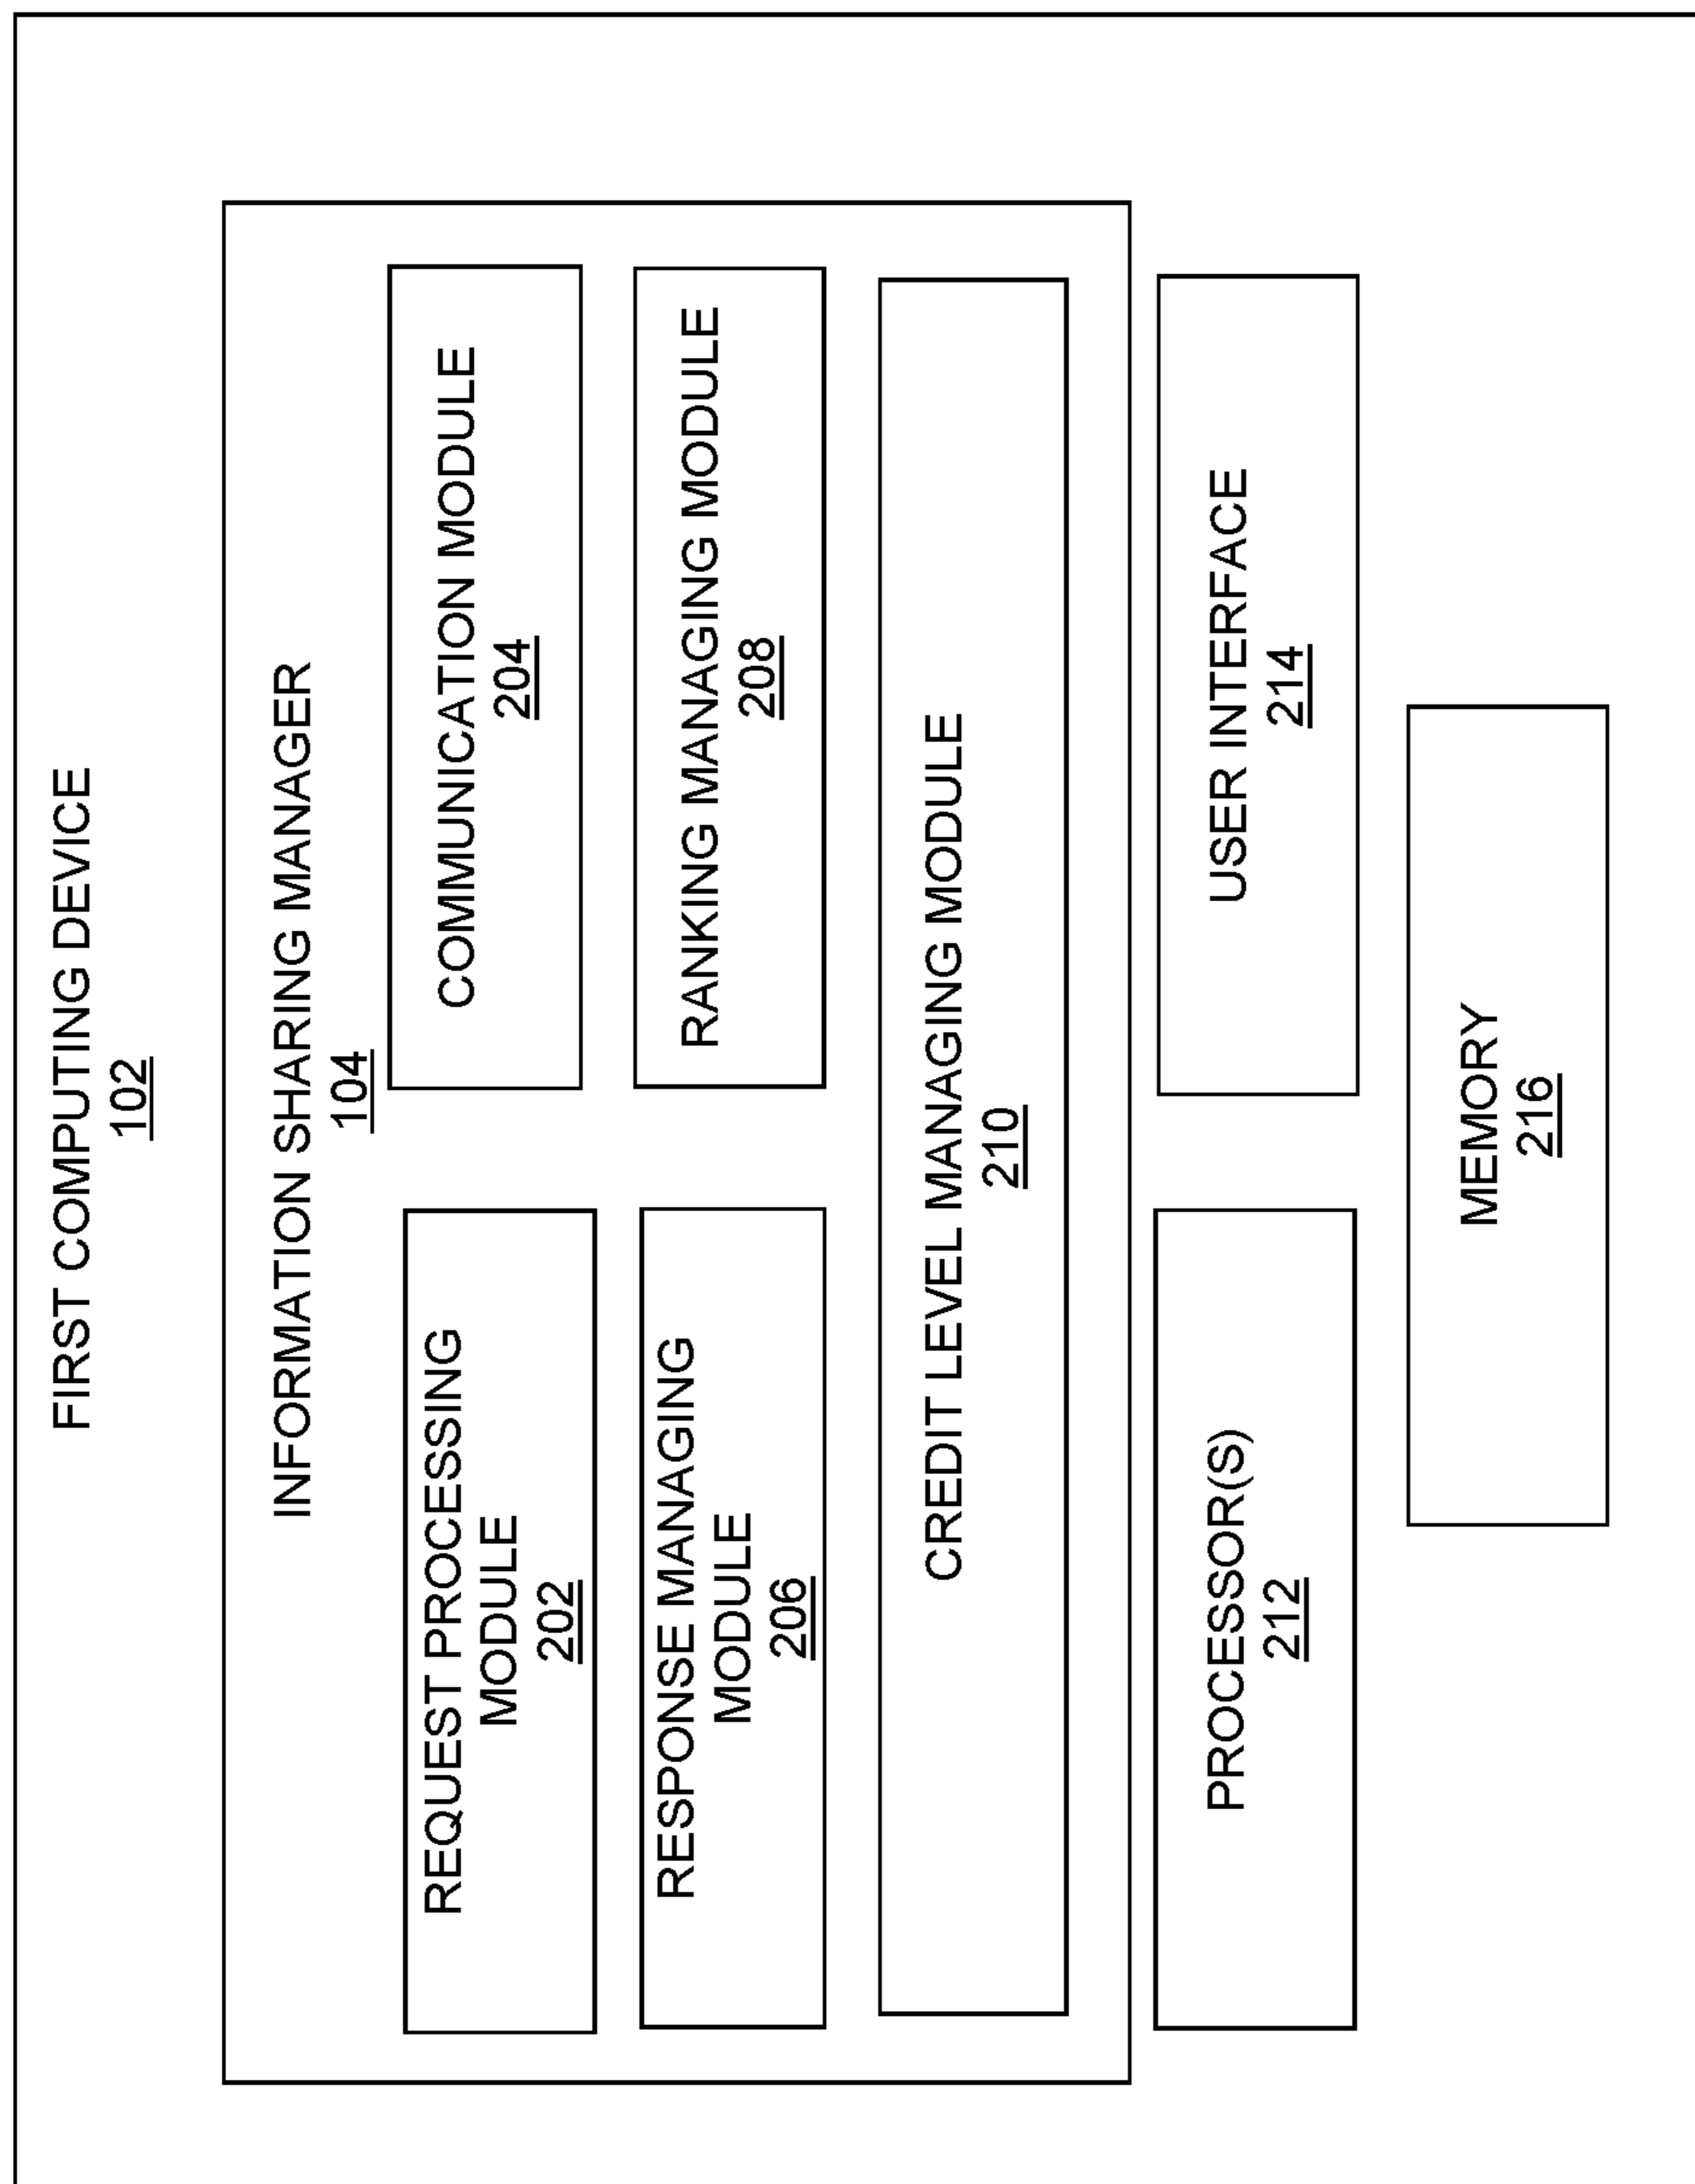 FIRST COMPUTING DEVICE
102
INFORMATION SHARING MANAGER
104
REQUEST PROCESSING
MODULE
202
COMMUNICATION MODULE
204
RESPONSE MANAGING
MODULE
206
RANKING MANAGING MODULE
208
CREDIT LEVEL MANAGING MODULE
210
PROCESSOR(S)
212
USER INTERFACE
214
MEMORY
216